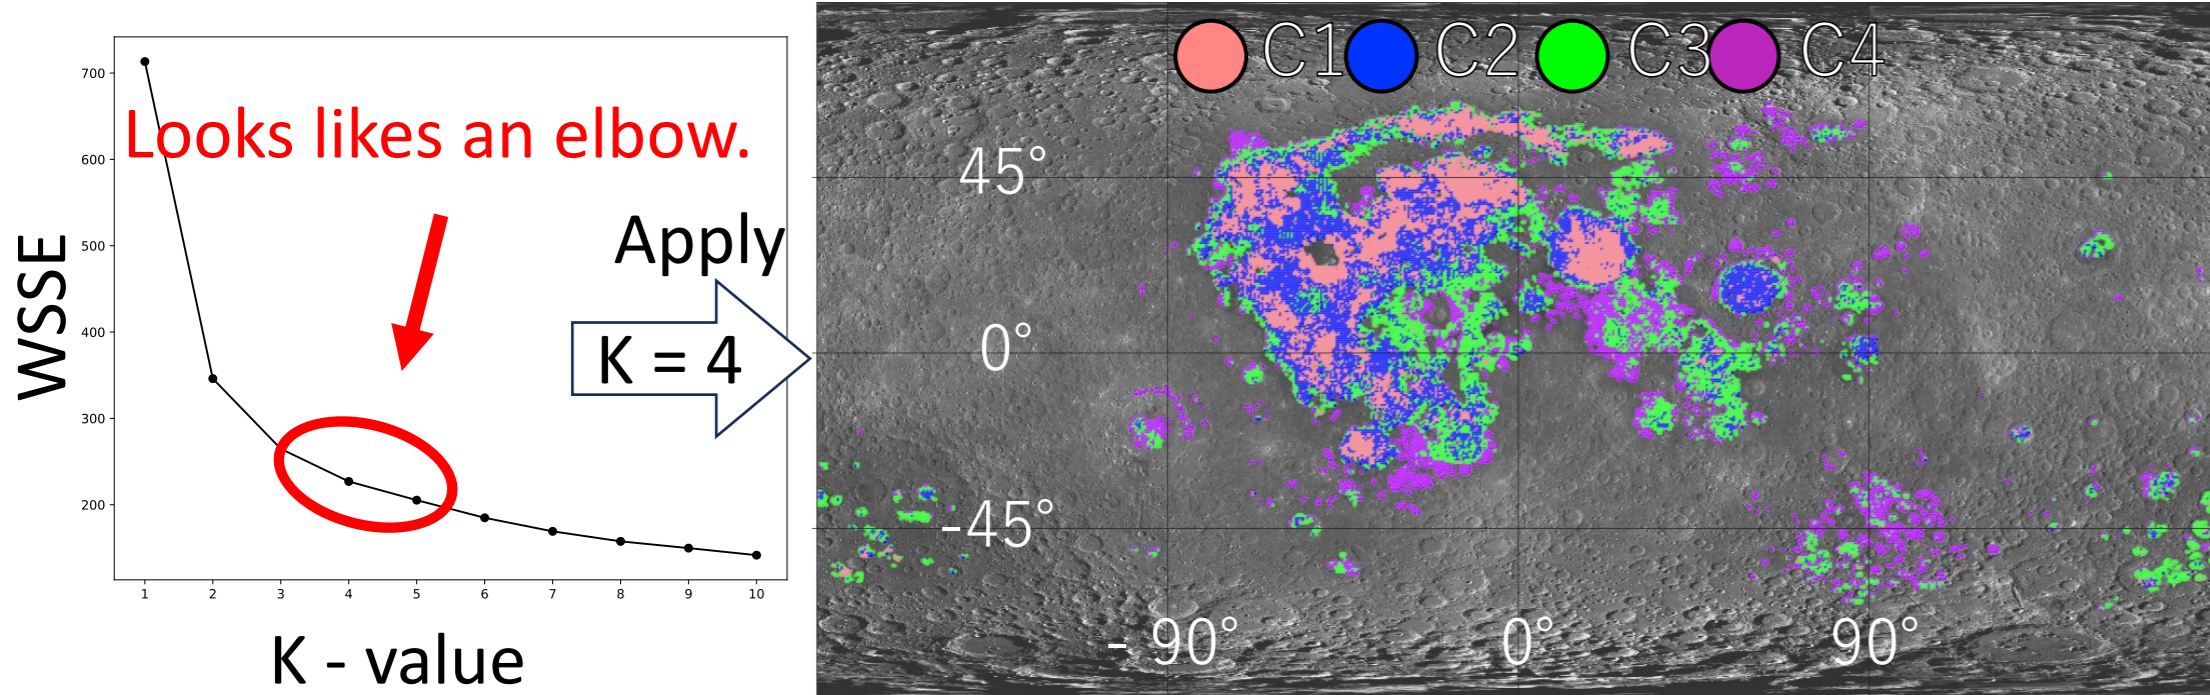 700
600
500
400
300
200
WSSE
1 2 3 4 5 6 7 8 9 10
K - value
Looks likes an elbow.
Apply
K = 4
C1 C2 C3 C4
45°
0°
-45°
- 90° 0° 90°